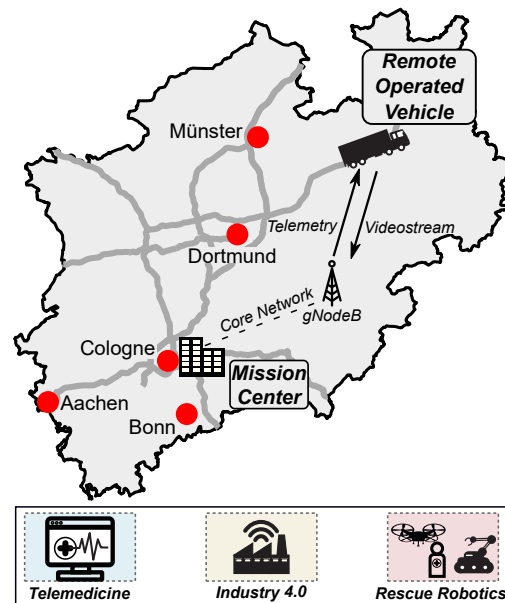 Remote
Operated
Vehicle
Münster
Telemetry
Videostream
Dortmund
gNodeB
Core Network
Cologne
Mission
Center
Aachen
Bonn
Telemedicine
Industry 4.0
Rescue Robotics